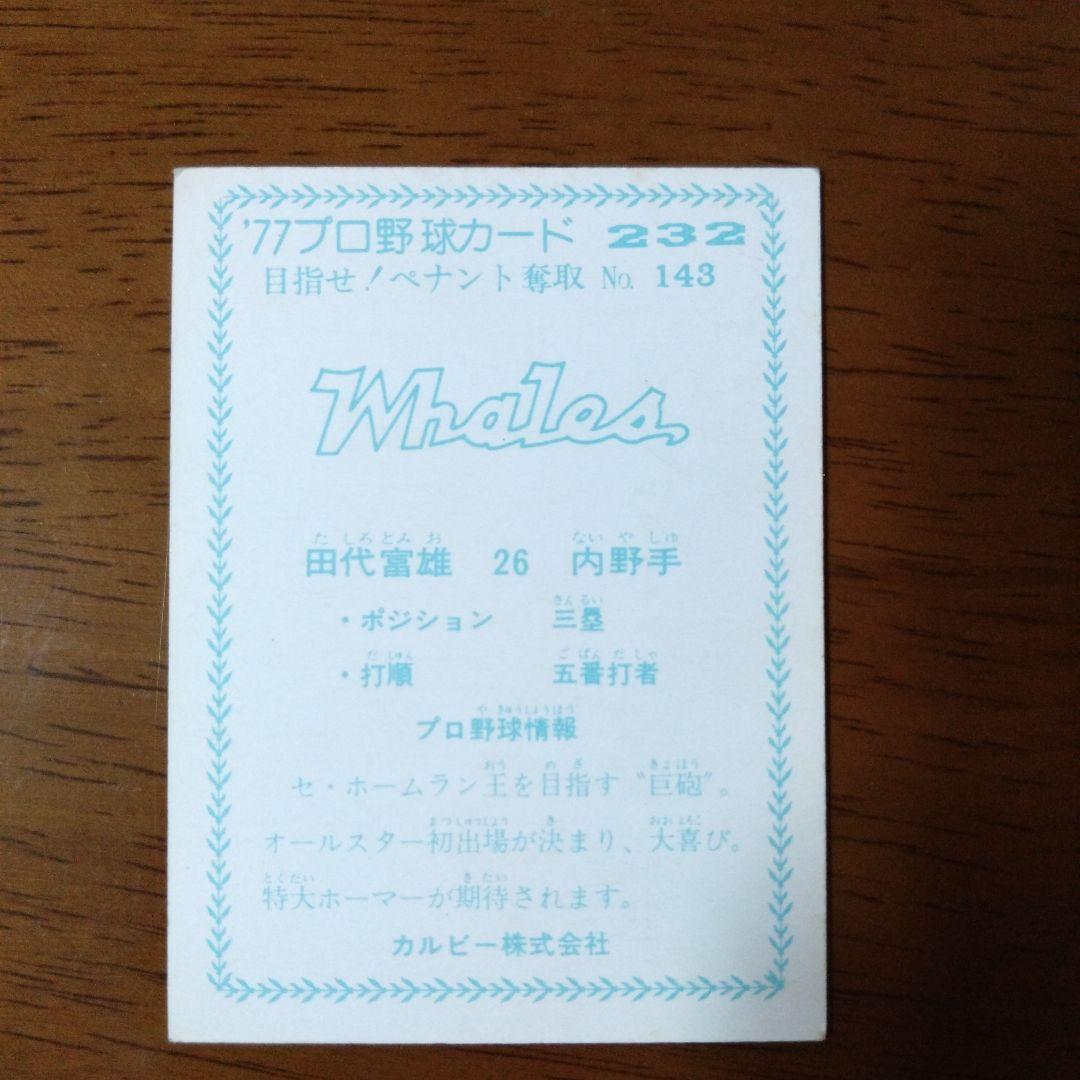 '77プロ野球カード 232
目指せ!ペナント奪取 No. 143
Whales
たしろとみお ないやしゅ
田代富雄 26 内野手
さんるい
・ポジション 三塁
だじゅん ごばんだしゃ
・打順 五番打者
やきゅうじょうほう
プロ野球情報
おう めざ きょほう
セ・ホームラン王を目指す“巨砲”。
はつしゅつじょう き おおよろこ
オールスター初出場が決まり、大喜び。
とくだい きたい
特大ホーマーが期待されます。
カルビー株式会社